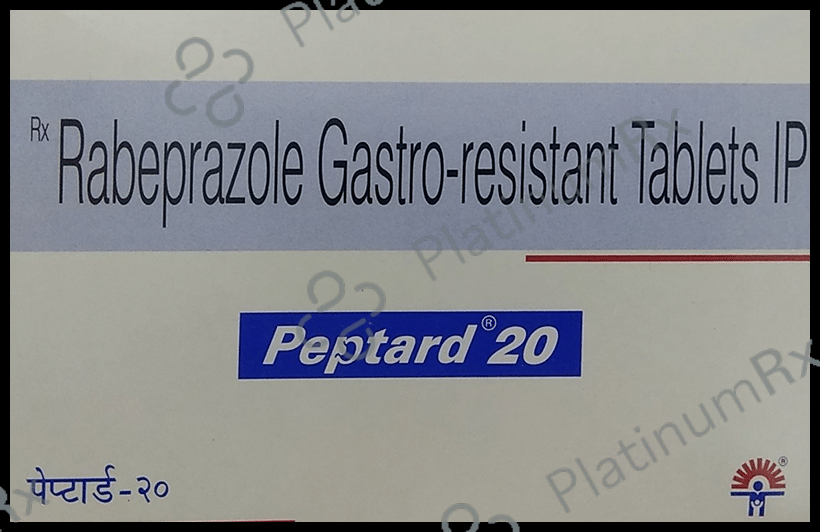 Rx Rabeprazole Gastro-resistant Tablets IP
Peptard® 20
पेप्टार्ड-२०
®
PlatinumRx
PlatinumRx